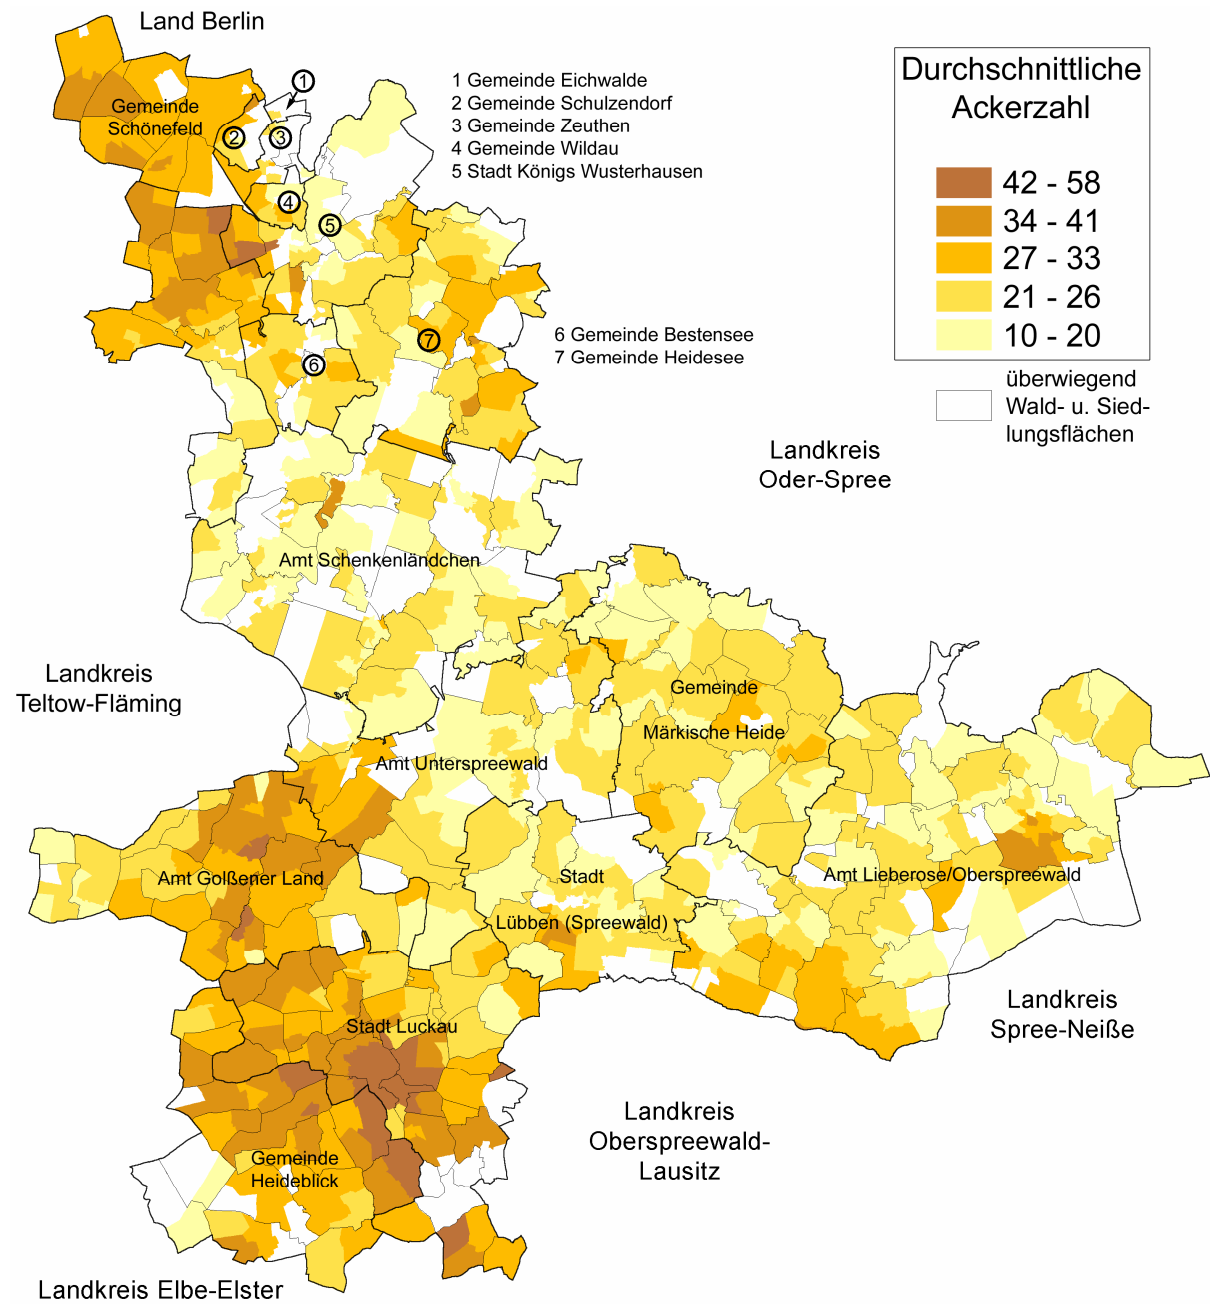 Land Berlin
Durchschnittliche
Ackerzahl
42 - 58
34 - 41
27 - 33
21 - 26
10 - 20
überwiegend
Wald- u. Sied-
lungsflächen
1 Gemeinde Eichwalde
2 Gemeinde Schulzendorf
3 Gemeinde Zeuthen
4 Gemeinde Wildau
5 Stadt Königs Wusterhausen
Gemeinde
Schönefeld
1
2
3
4
5
6 Gemeinde Bestensee
7 Gemeinde Heidesee
7
6
Landkreis
Oder-Spree
Amt Schenkenländchen
Landkreis
Teltow-Fläming
Gemeinde
Märkische Heide
Amt Unterspreewald
Amt Golßener Land
Stadt
Lübben (Spreewald)
Amt Lieberose/Oberspreewald
Landkreis
Spree-Neiße
Stadt Luckau
Landkreis
Oberspreewald-
Lausitz
Gemeinde
Heideblick
Landkreis Elbe-Elster